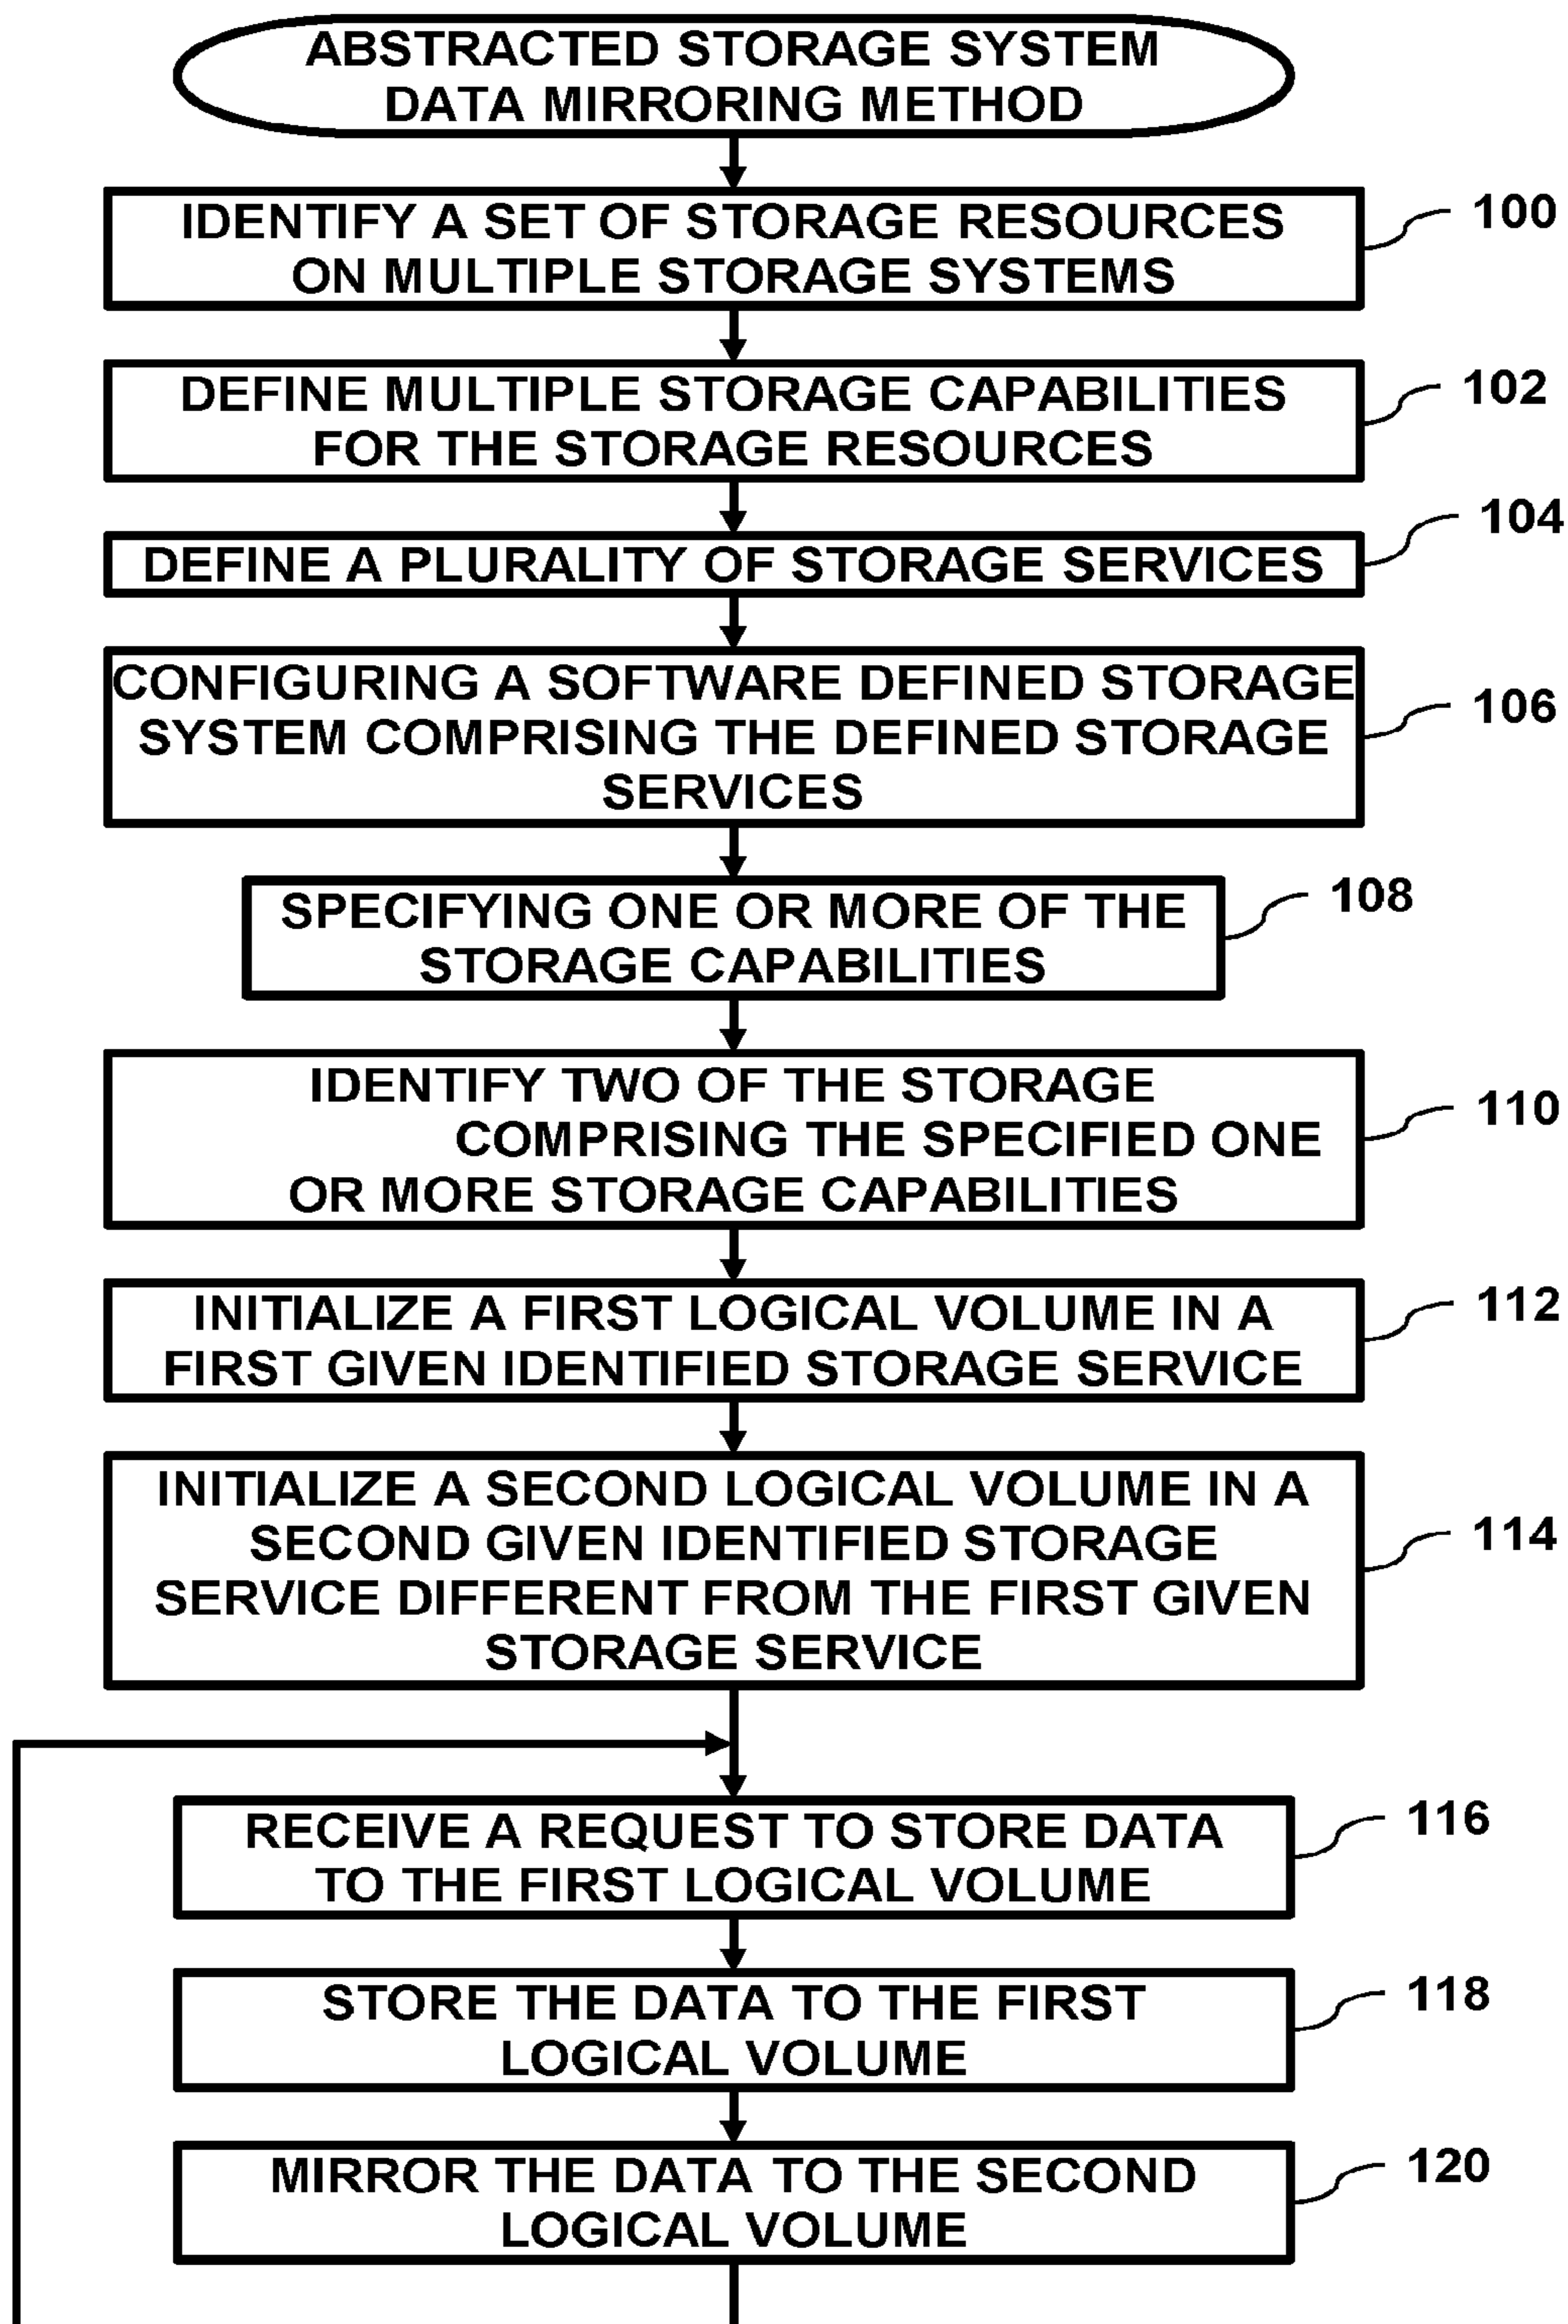 ABSTRACTED STORAGE SYSTEM
DATA MIRRORING METHOD
IDENTIFY A SET OF STORAGE RESOURCES
ON MULTIPLE STORAGE SYSTEMS
100
DEFINE MULTIPLE STORAGE CAPABILITIES
FOR THE STORAGE RESOURCES
102
DEFINE A PLURALITY OF STORAGE SERVICES
104
CONFIGURING A SOFTWARE DEFINED STORAGE
SYSTEM COMPRISING THE DEFINED STORAGE
SERVICES
106
SPECIFYING ONE OR MORE OF THE
STORAGE CAPABILITIES
108
IDENTIFY TWO OF THE STORAGE
COMPRISING THE SPECIFIED ONE
OR MORE STORAGE CAPABILITIES
110
INITIALIZE A FIRST LOGICAL VOLUME IN A
FIRST GIVEN IDENTIFIED STORAGE SERVICE
112
INITIALIZE A SECOND LOGICAL VOLUME IN A
SECOND GIVEN IDENTIFIED STORAGE
SERVICE DIFFERENT FROM THE FIRST GIVEN
STORAGE SERVICE
114
RECEIVE A REQUEST TO STORE DATA
TO THE FIRST LOGICAL VOLUME
116
STORE THE DATA TO THE FIRST
LOGICAL VOLUME
118
MIRROR THE DATA TO THE SECOND
LOGICAL VOLUME
120